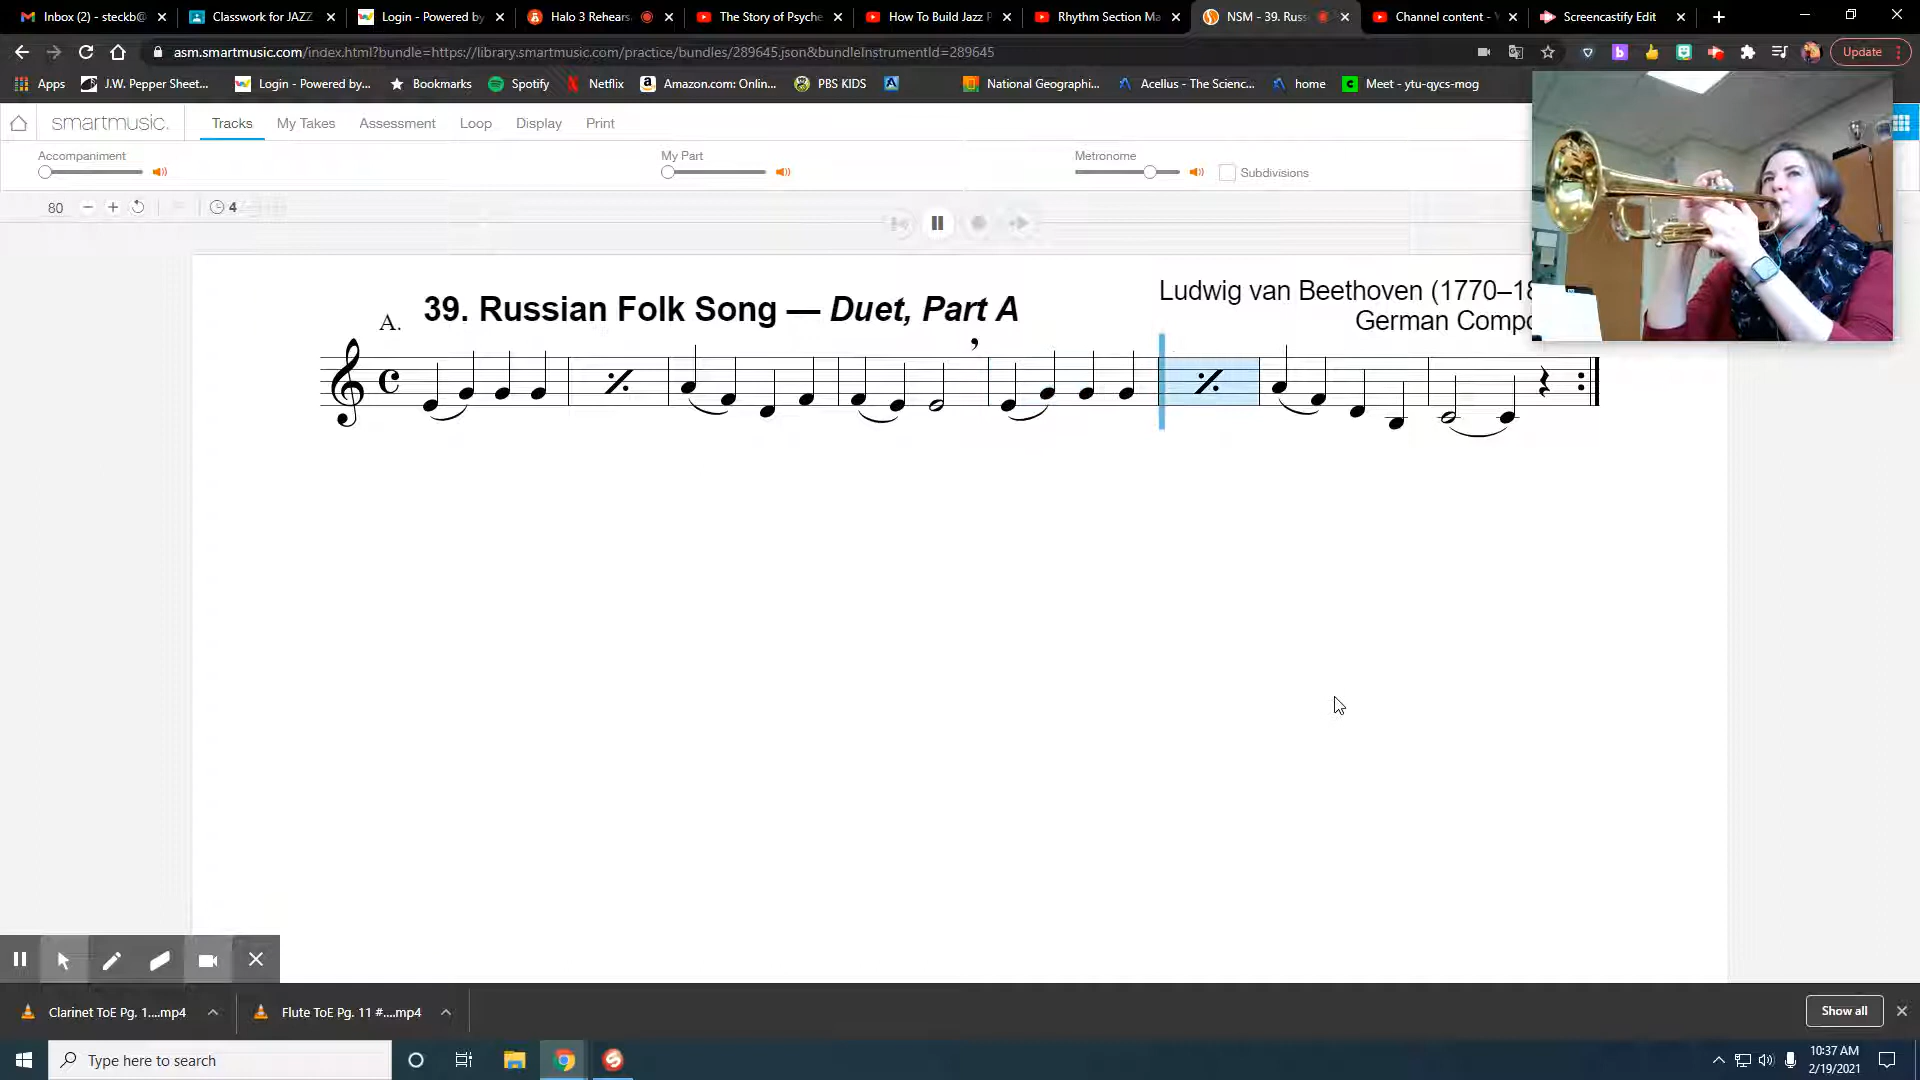 Inbox (2) - steckb@
Classwork for JAZZ
Login - Powered by
Halo 3 Rehears
The Story of Psyche
How To Build Jazz P
Rhythm Section Ma
NSM - 39. Russ
Channel content - Y
Screencastify Edit
asm.smartmusic.com/index.html?bundle=https://library.smartmusic.com/practice/bundles/289645.json&bundleInstrumentId=289645
Update
Apps
J.W. Pepper Sheet...
Login - Powered by...
Bookmarks
Spotify
Netflix
Amazon.com: Onlin...
PBS KIDS
National Geographi...
Acellus - The Scienc...
home
Meet - ytu-qycs-mog
smartmusic.
Tracks
My Takes
Assessment
Loop
Display
Print
Accompaniment
My Part
Metronome
Subdivisions
80
4
A.
39. Russian Folk Song — Duet, Part A
Ludwig van Beethoven (1770–18
German Compo
Clarinet ToE Pg. 1....mp4
Flute ToE Pg. 11 #....mp4
Show all
Type here to search
10:37 AM
2/19/2021